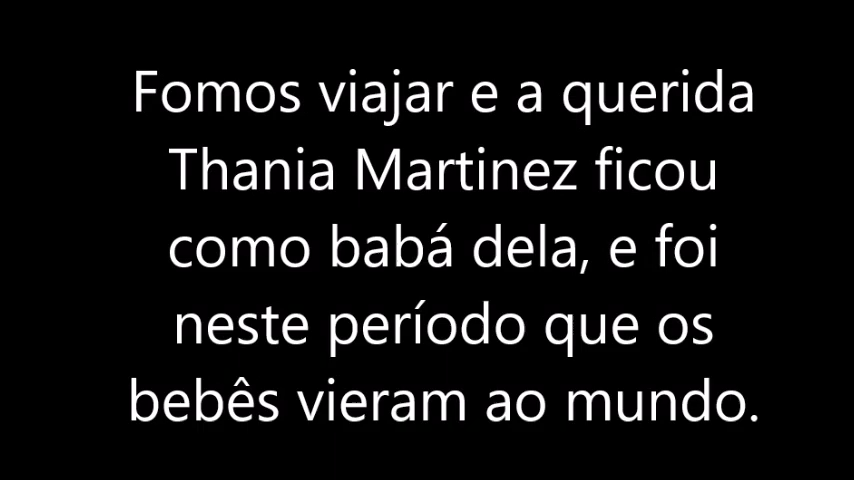 Fomos viajar e a querida
Thania Martinez ficou
como babá dela, e foi
neste período que os
bebês vieram ao mundo.